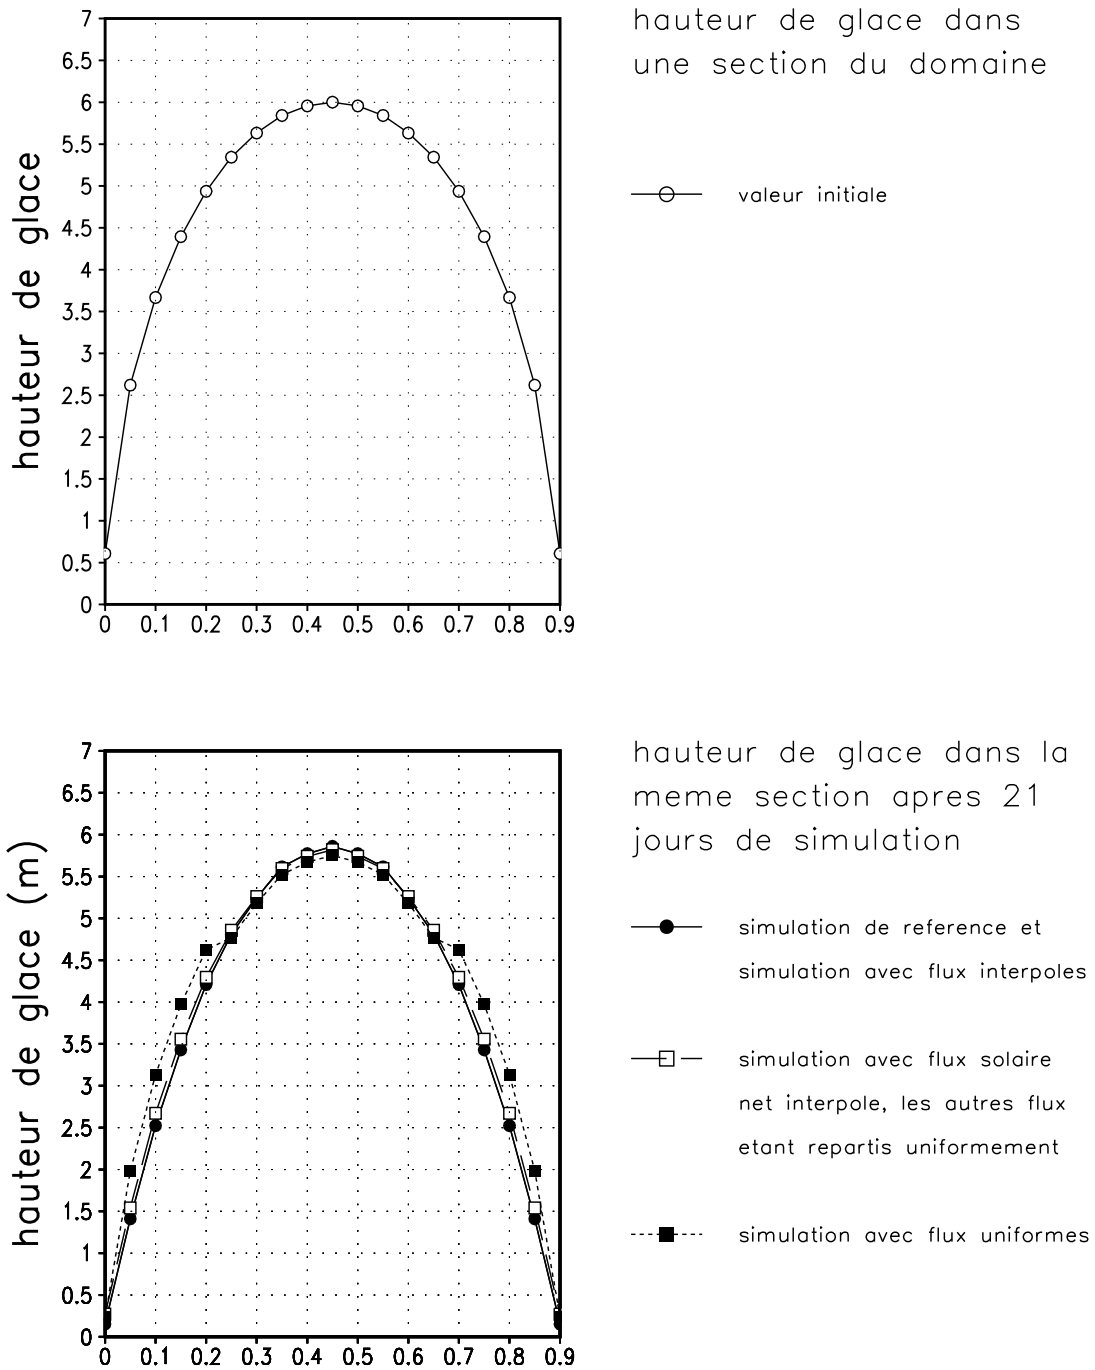 hauteur de glace dans
une section du domaine
valeur initiale
hauteur de glace
7
6.5
6
5.5
5
4.5
4
3.5
3
2.5
2
1.5
1
0.5
0
0 0.1 0.2 0.3 0.4 0.5 0.6 0.7 0.8 0.9
hauteur de glace dans la
meme section apres 21
jours de simulation
simulation de reference et
simulation avec flux interpoles
simulation avec flux solaire
net interpole, les autres flux
etant repartis uniformement
simulation avec flux uniformes
hauteur de glace (m)
7
6.5
6
5.5
5
4.5
4
3.5
3
2.5
2
1.5
1
0.5
0
0 0.1 0.2 0.3 0.4 0.5 0.6 0.7 0.8 0.9